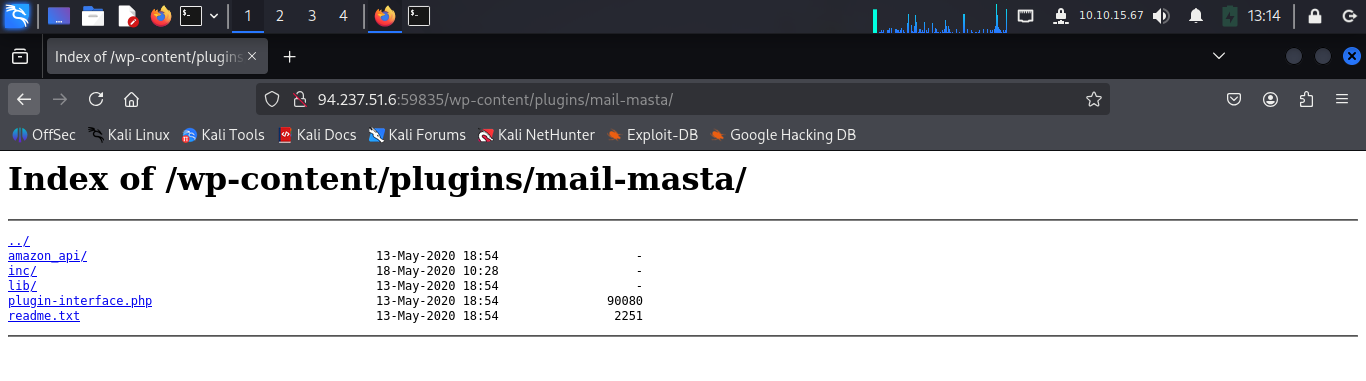 1 2 3 4 10.10.15.67 13:14
Index of /wp-content/plugins
94.237.51.6:59835/wp-content/plugins/mail-masta/
OffSec Kali Linux Kali Tools Kali Docs Kali Forums Kali NetHunter Exploit-DB Google Hacking DB
Index of /wp-content/plugins/mail-masta/
../
amazon_api/ 13-May-2020 18:54 -
inc/ 18-May-2020 10:28 -
lib/ 13-May-2020 18:54 -
plugin-interface.php 13-May-2020 18:54 90080
readme.txt 13-May-2020 18:54 2251